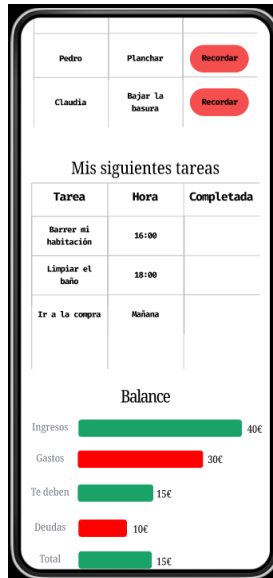 Pedro Planchar Recordar
Claudia Bajar la basura Recordar
Mis siguientes tareas
Tarea Hora Completada
Barrer mi habitación 16:00
Limpiar el baño 18:00
Ir a la compra Mañana
Balance
Ingresos 40€
Gastos 30€
Te deben 15€
Deudas 10€
Total 15€